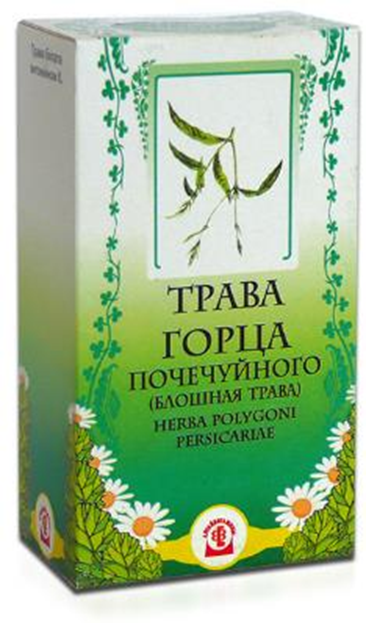 ТРАВА
ГОРЦА
ПОЧЕЧУЙНОГО
(БЛОШНАЯ ТРАВА)
HERBA POLYGONI
PERSICARIAE